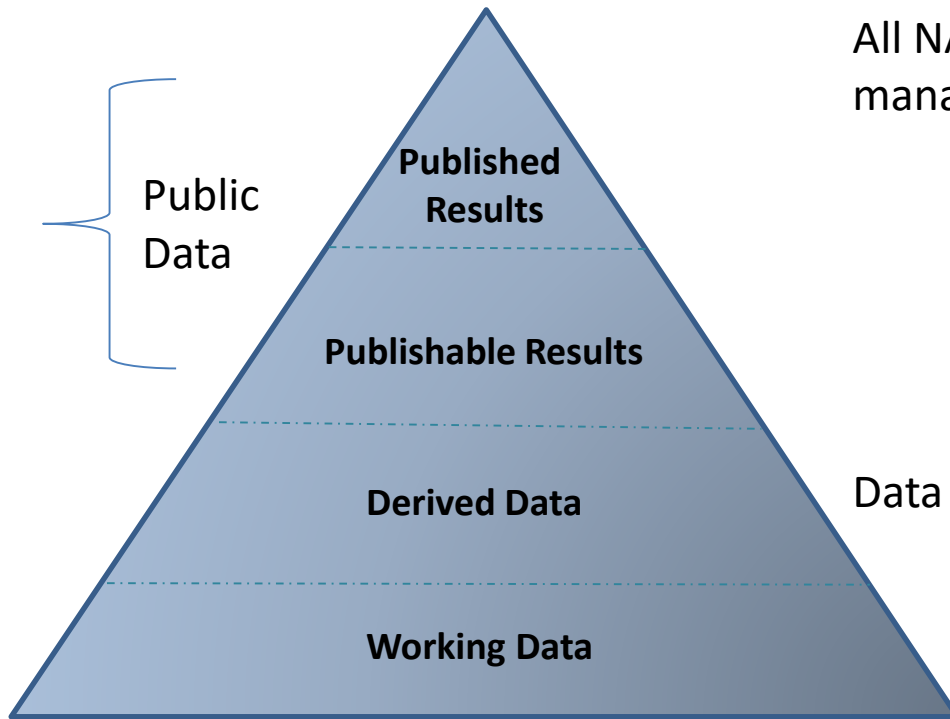 All
mana
Public
Data
Published
Results
Publishable Results
Derived Data
Data
Working Data